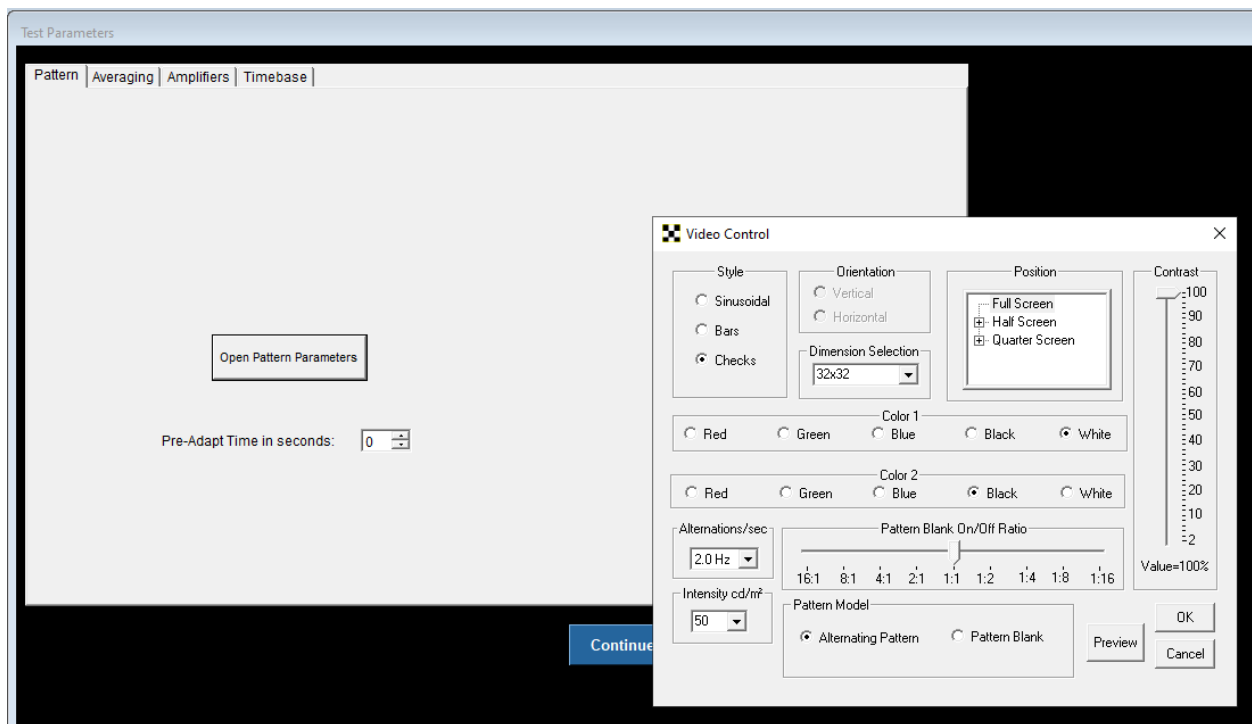 Test Parameters
Pattern Averaging Amplifiers Timebase
Open Pattern Parameters
Pre-Adapt Time in seconds: 0
Continue
Video Control
Style
Sinusoidal
Bars
Checks
Orientation
Vertical
Horizontal
Dimension Selection
32x32
Position
Full Screen
Half Screen
Quarter Screen
Contrast
100
90
80
70
60
50
40
30
20
10
2
Value=100%
Color 1
Red Green Blue Black White
Color 2
Red Green Blue Black White
Alternations/sec
2.0 Hz
Pattern Blank On/Off Ratio
16:1 8:1 4:1 2:1 1:1 1:2 1:4 1:8 1:16
Intensity cd/m²
50
Pattern Model
Alternating Pattern Pattern Blank
Preview
OK
Cancel